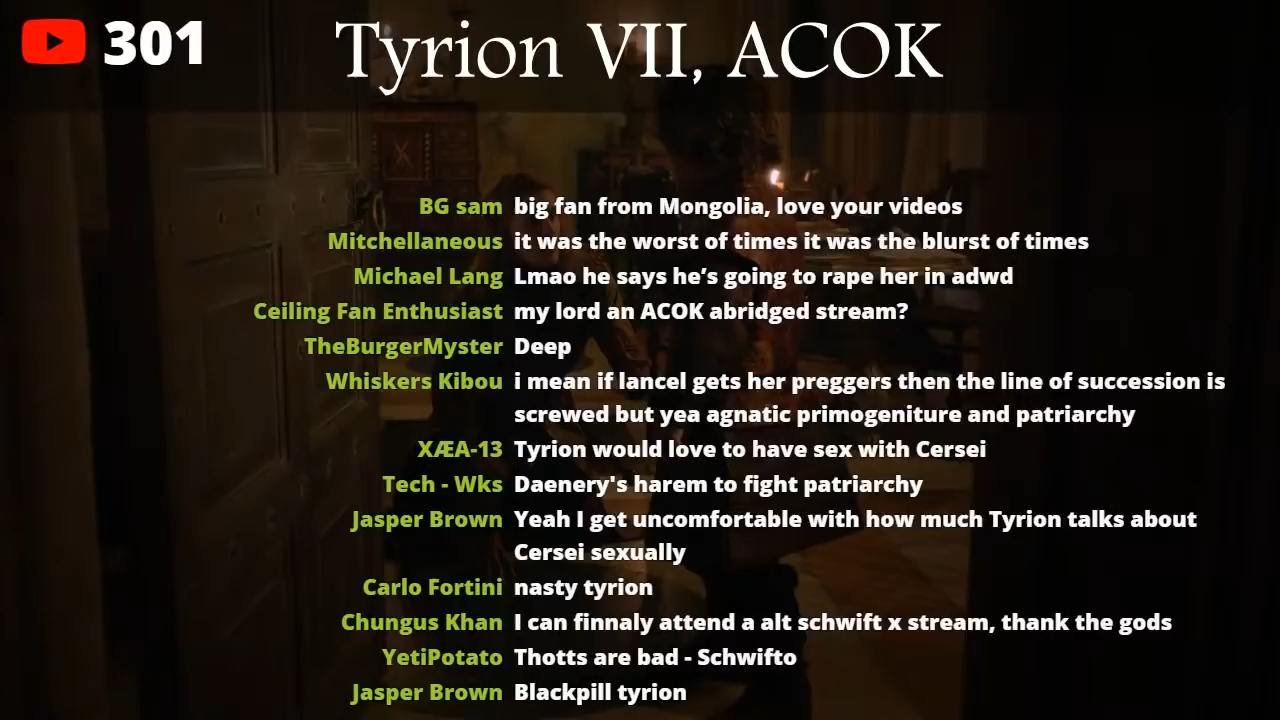 301
Tyrion VII, ACOK
BG sam big fan from Mongolia, love your videos
Mitchellaneous it was the worst of times it was the blurst of times
Michael Lang Lmao he says he’s going to rape her in adwd
Ceiling Fan Enthusiast my lord an ACOK abridged stream?
TheBurgerMyster Deep
Whiskers Kibou i mean if lancel gets her preggers then the line of succession is
screwed but yea agnatic primogeniture and patriarchy
XÆA-13 Tyrion would love to have sex with Cersei
Tech - Wks Daenery's harem to fight patriarchy
Jasper Brown Yeah I get uncomfortable with how much Tyrion talks about
Cersei sexually
Carlo Fortini nasty tyrion
Chungus Khan I can finnaly attend a alt schwift x stream, thank the gods
YetiPotato Thotts are bad - Schwifto
Jasper Brown Blackpill tyrion